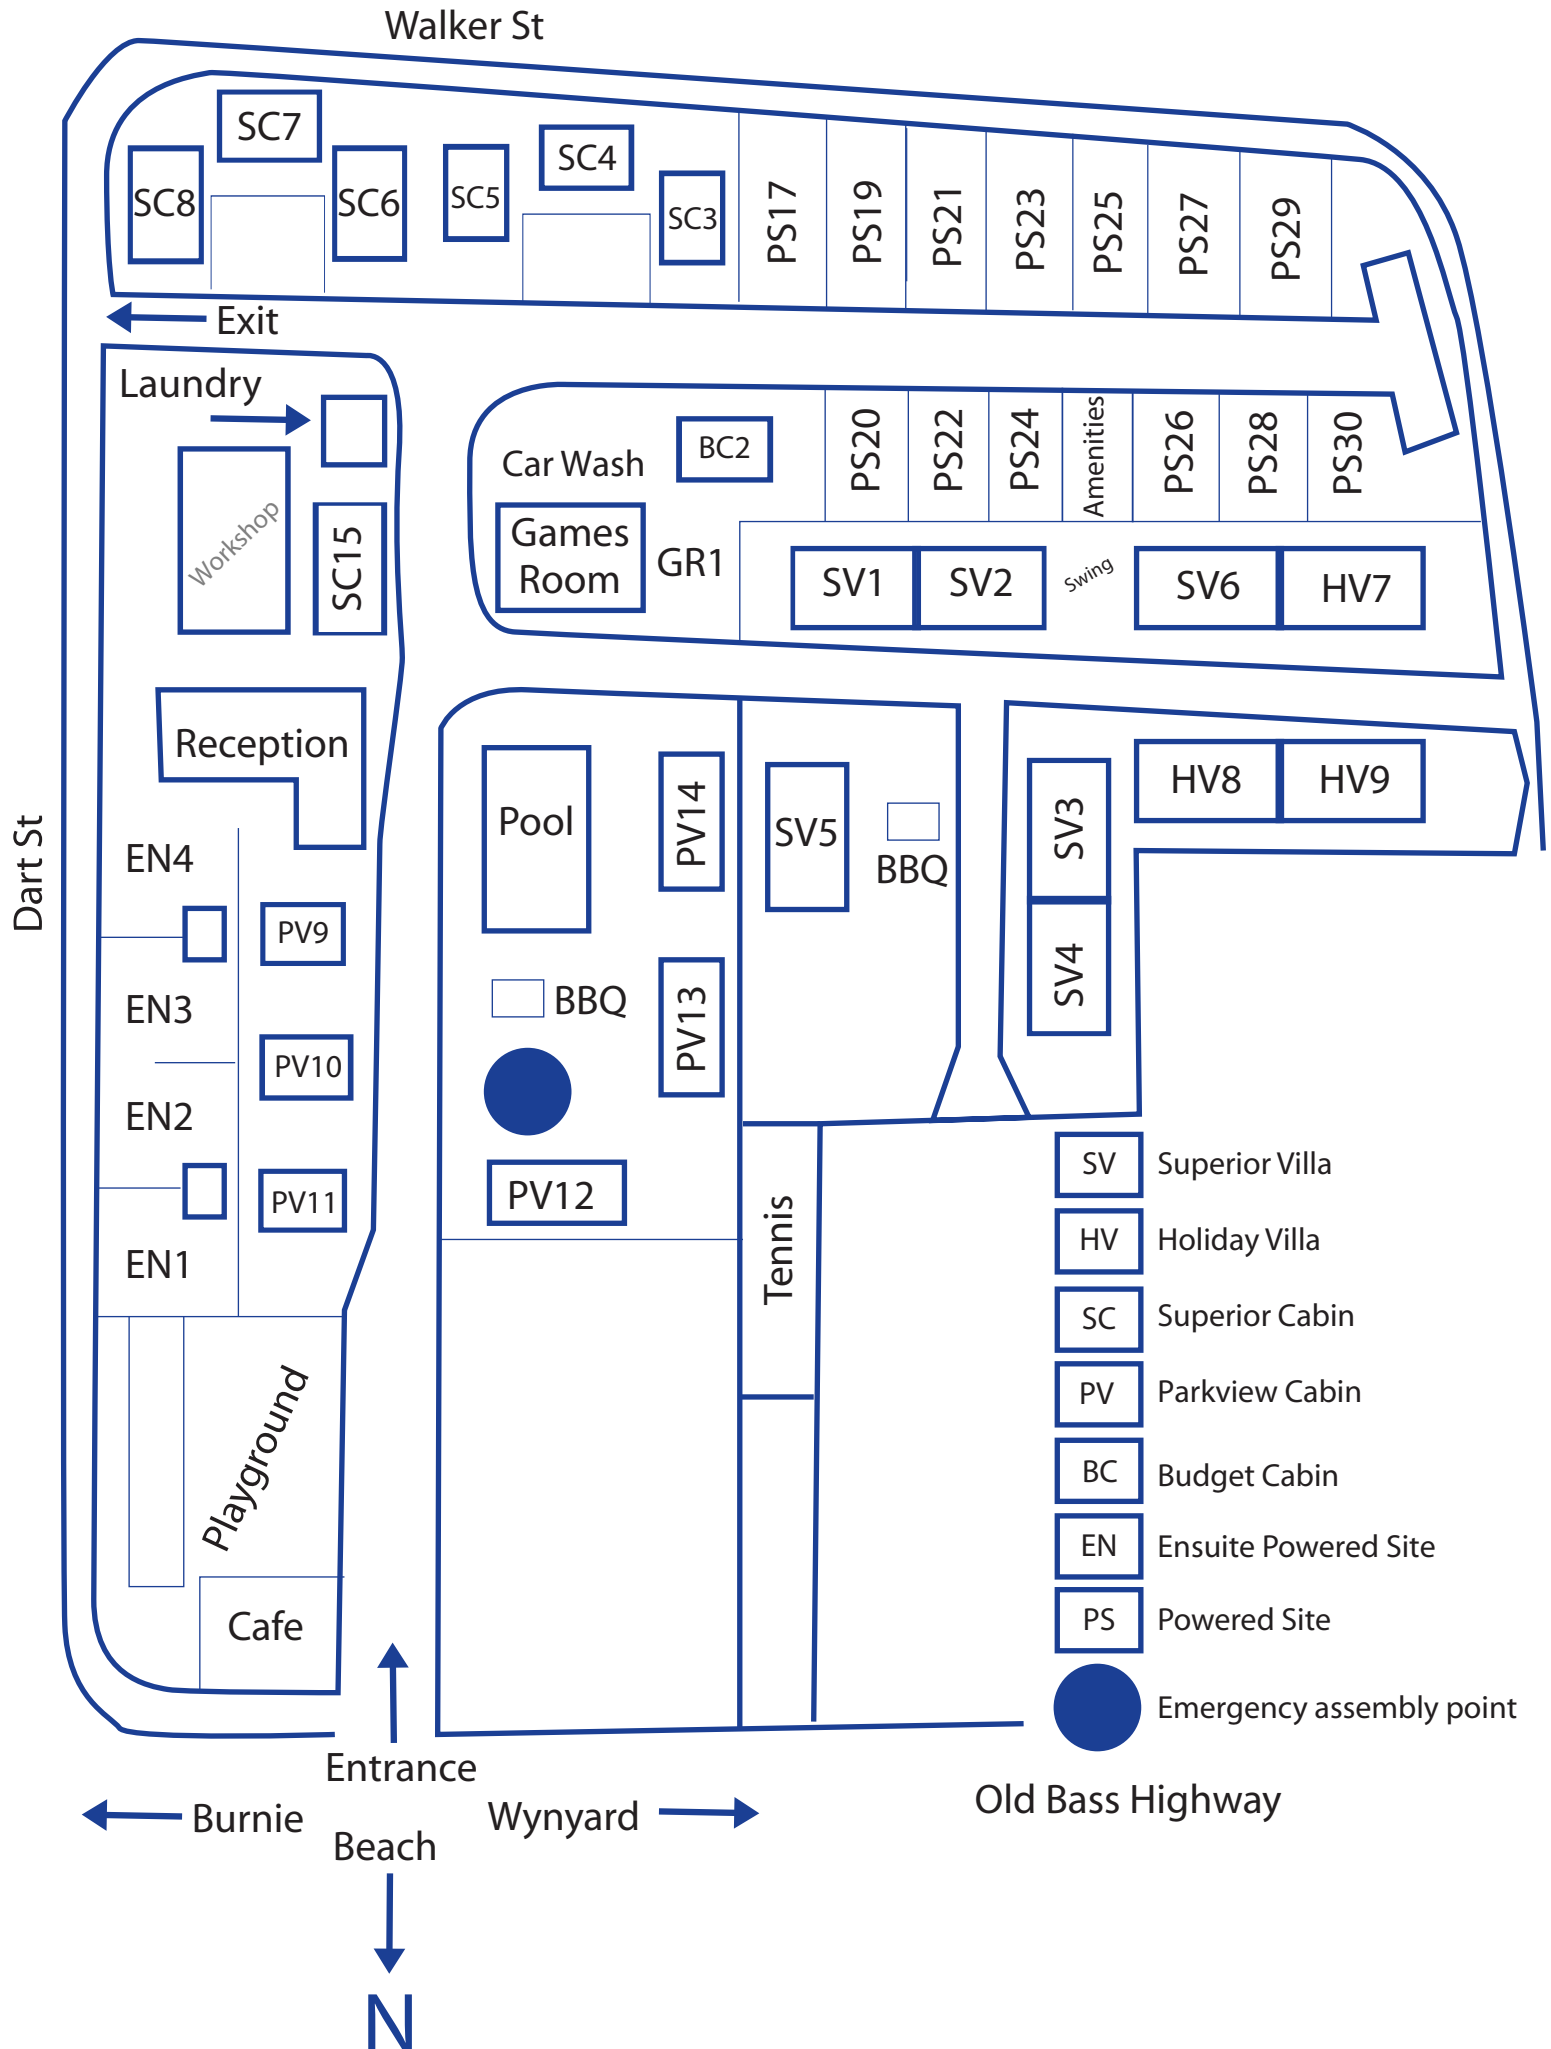 Walker St
SC7
SC8
SC6
SC5
SC4
SC3
PS17
PS19
PS21
PS23
PS25
PS27
PS29
Exit
Laundry
Workshop
SC15
Car Wash
BC2
Games
Room
GR1
PS20
PS22
PS24
Amenities
PS26
PS28
PS30
SV1
SV2
Swing
SV6
HV7
Reception
Dart St
EN4
EN3
EN2
EN1
PV9
PV10
PV11
Pool
PV14
BBQ
PV13
PV12
SV5
BBQ
SV3
SV4
HV8
HV9
Tennis
Playground
Cafe
SV
Superior Villa
HV
Holiday Villa
SC
Superior Cabin
PV
Parkview Cabin
BC
Budget Cabin
EN
Ensuite Powered Site
PS
Powered Site
Emergency assembly point
Entrance
Burnie
Wynyard
Old Bass Highway
Beach
N